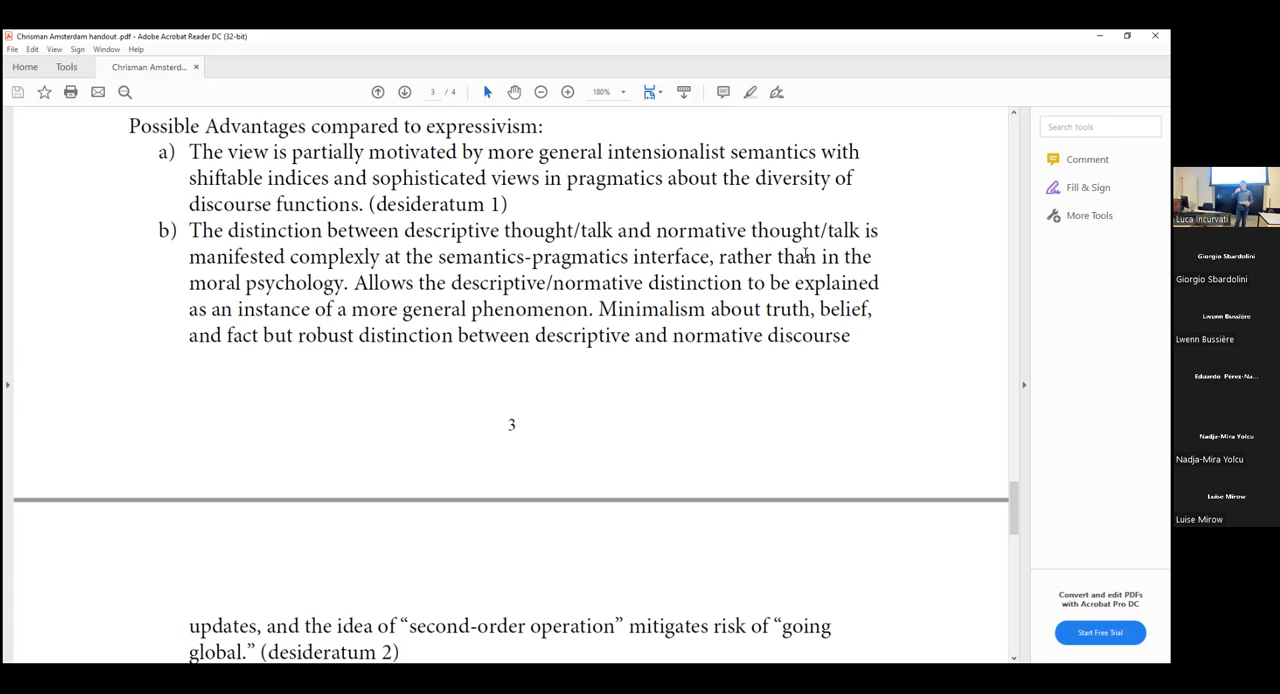 Chrisman Amsterdam handout .pdf - Adobe Acrobat Reader DC (32-bit)
File Edit View Sign Window Help
Home Tools Chrisman Amsterd... ×
3 / 4 180%
Possible Advantages compared to expressivism:
a) The view is partially motivated by more general intensionalist semantics with
shiftable indices and sophisticated views in pragmatics about the diversity of
discourse functions. (desideratum 1)
b) The distinction between descriptive thought/talk and normative thought/talk is
manifested complexly at the semantics-pragmatics interface, rather than in the
moral psychology. Allows the descriptive/normative distinction to be explained
as an instance of a more general phenomenon. Minimalism about truth, belief,
and fact but robust distinction between descriptive and normative discourse
3
updates, and the idea of “second-order operation” mitigates risk of “going
global.” (desideratum 2)
Search tools
Comment
Fill & Sign
More Tools
Convert and edit PDFs
with Acrobat Pro DC
Start Free Trial
Luca Incurvati
Giorgio Sbardolini
Giorgio Sbardolini
Lwenn Bussière
Lwenn Bussière
Eduardo Pérez-Na...
Nadja-Mira Yolcu
Nadja-Mira Yolcu
Luise Mirow
Luise Mirow